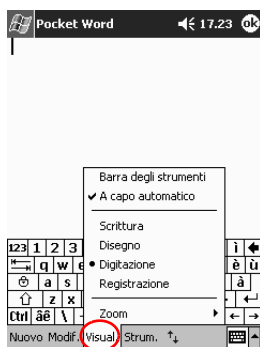 Pocket Word 17.23 ok
Barra degli strumenti
A capo automatico
Scrittura
Disegno
Digitazione
Registrazione
Zoom
123 1 2 3 ì
q w e è ù
a s à
z x
Ctrl áê \ -
Nuovo Modif. Visual Strum.